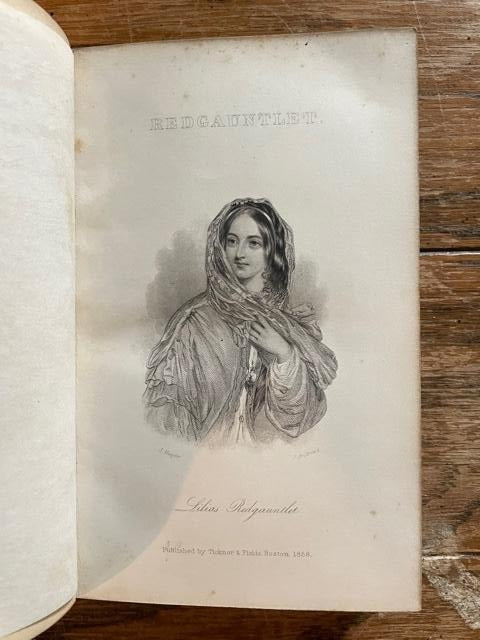 REDGAUNTLET.
Lilias Redgauntlet
Published by Ticknor & Fields, Boston, 1858.